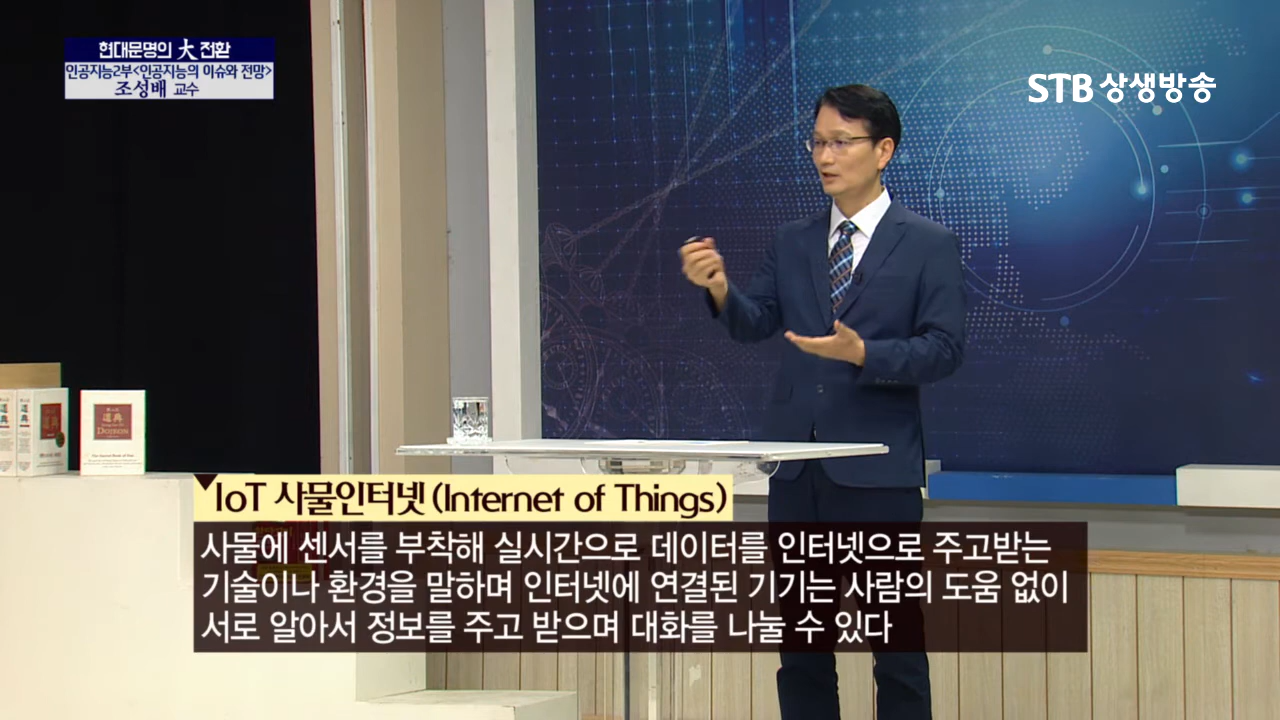 현대문명의 大 전환
인공지능2부<인공지능의 이슈와 전망>
조성배 교수
STB 상생방송
道典
DOJEON
IoT 사물인터넷(Internet of Things)
사물에 센서를 부착해 실시간으로 데이터를 인터넷으로 주고받는
기술이나 환경을 말하며 인터넷에 연결된 기기는 사람의 도움 없이
서로 알아서 정보를 주고 받으며 대화를 나눌 수 있다